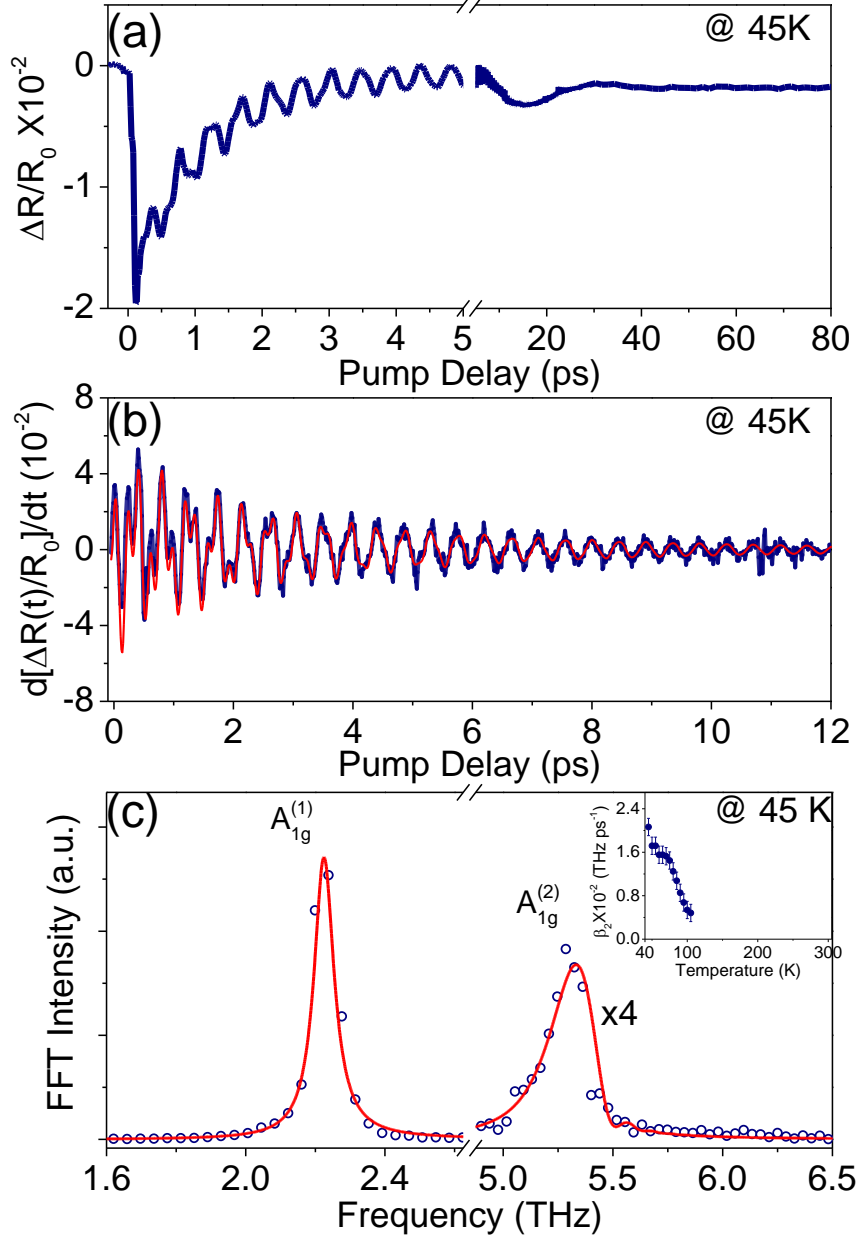 (a)
@ 45K
ΔR/R₀ X10⁻²
0
-1
-2
0 1 2 3 4 5 20 40 60 80
Pump Delay (ps)
(b)
@ 45K
d[ΔR(t)/R₀]/dt (10⁻²)
8
4
0
-4
-8
0 2 4 6 8 10 12
Pump Delay (ps)
(c)
@ 45 K
FFT Intensity (a.u.)
A₁g⁽¹⁾
A₁g⁽²⁾
x4
β₂X10⁻² (THz ps⁻¹)
2.4
1.6
0.8
0.0
40 100 200 300
Temperature (K)
1.6 2.0 2.4 5.0 5.5 6.0 6.5
Frequency (THz)